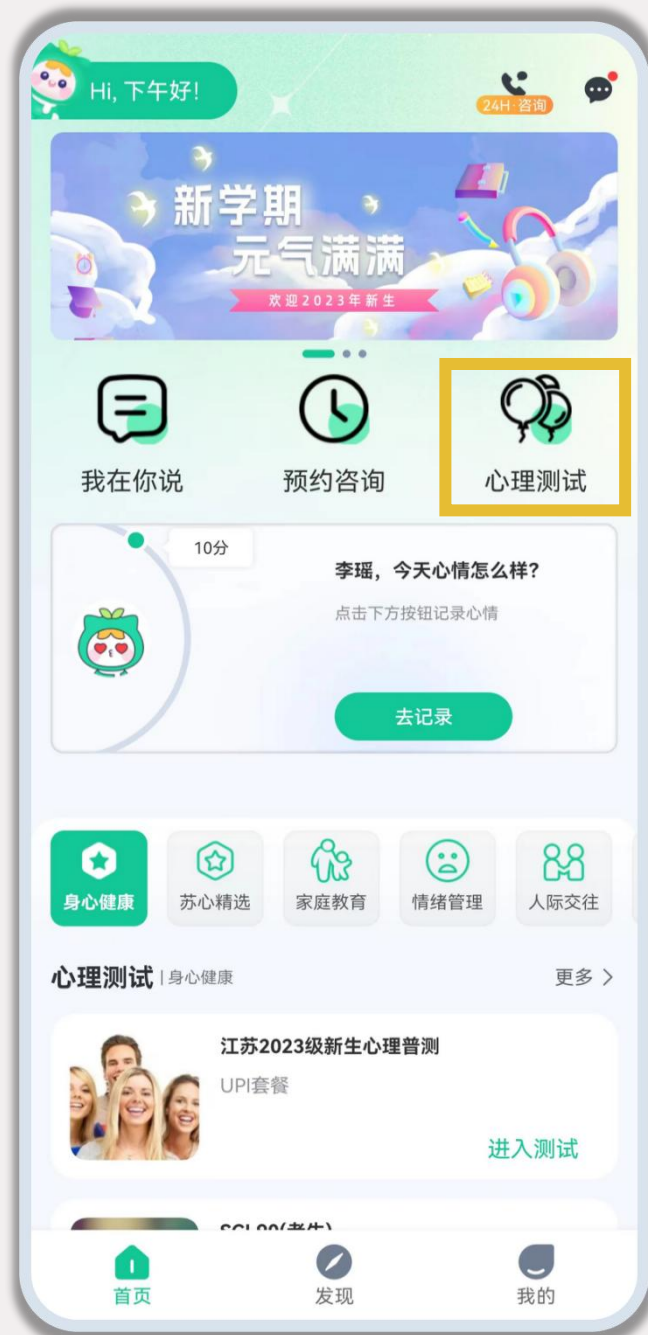 Hi, 下午好!
24H·咨询
新学期
元气满满
欢迎2023年新生
我在你说
预约咨询
心理测试
10分
李瑶，今天心情怎么样?
点击下方按钮记录心情
去记录
身心健康
苏心精选
家庭教育
情绪管理
人际交往
心理测试 | 身心健康
更多 >
江苏2023级新生心理普测
UPI套餐
进入测试
首页
发现
我的